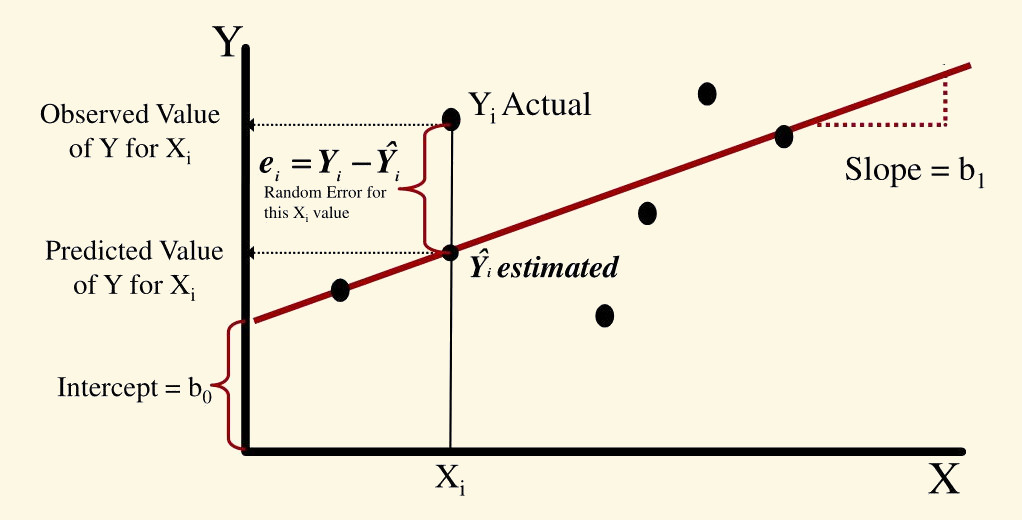 Y
Observed Value
of Y for Xᵢ
Yᵢ Actual
eᵢ = Yᵢ − Ŷᵢ
Random Error for
this Xᵢ value
Slope = b₁
Predicted Value
of Y for Xᵢ
Ŷᵢ estimated
Intercept = b₀
Xᵢ
X